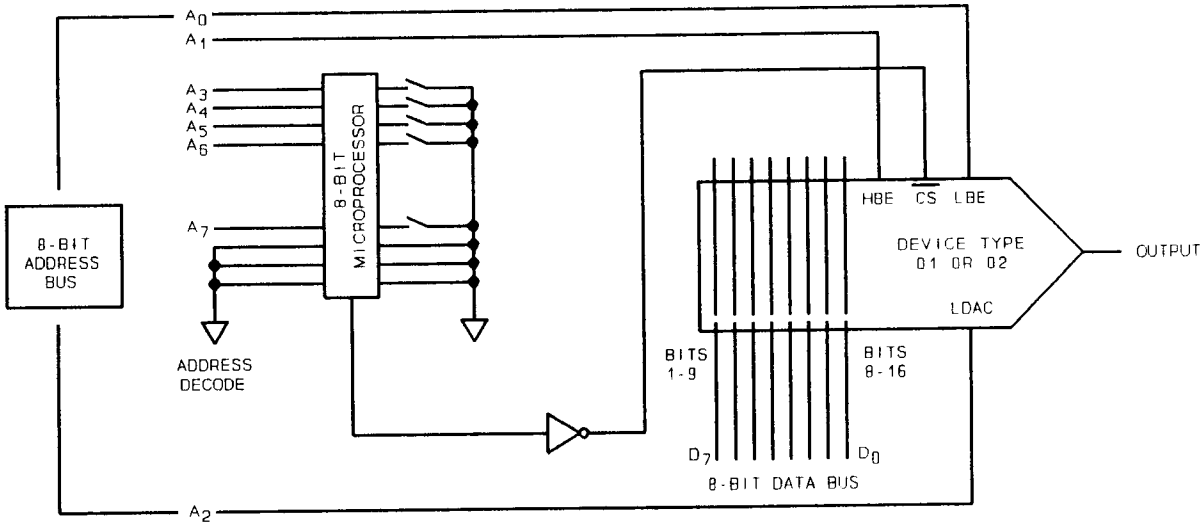 A0
A1
A3
A4
A5
A6
A7
8-BIT
MICROPROCESSOR
8-BIT
ADDRESS
BUS
ADDRESS
DECODE
HBE CS LBE
DEVICE TYPE
01 OR 02
LDAC
OUTPUT
BITS
1-9
BITS
8-16
D7
D0
8-BIT DATA BUS
A2